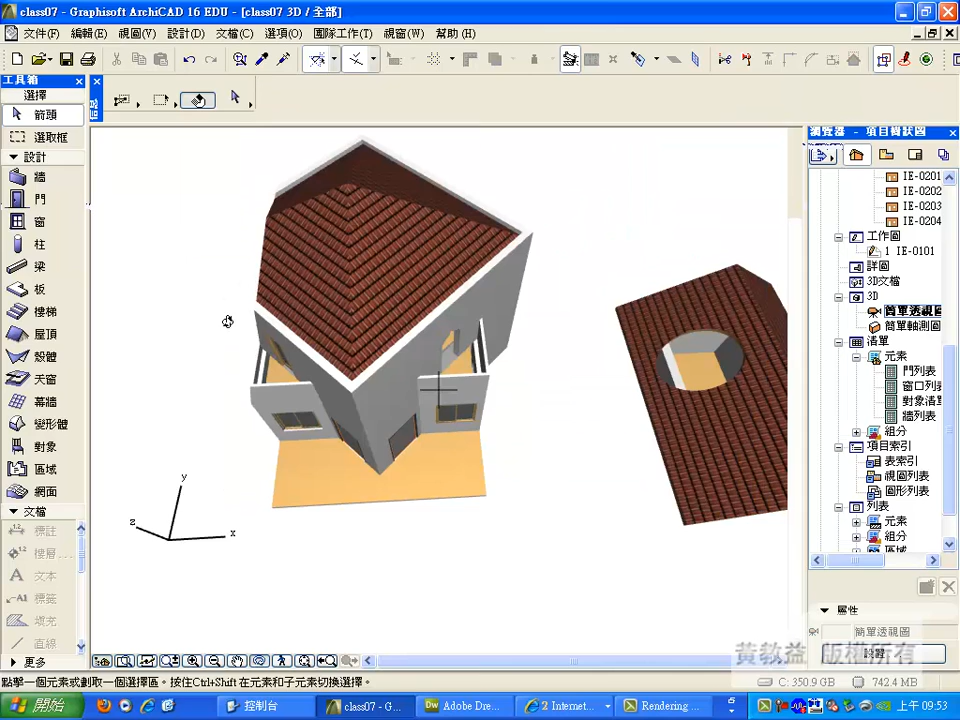 class07 - Graphisoft ArchiCAD 16 EDU - [class07 3D / 全部]
文件(F) 編輯(E) 視圖(V) 設計(D) 文檔(C) 選項(O) 團隊工作(T) 視窗(W) 幫助(H)
工具箱
選擇
箭頭
選取框
設計
牆
門
窗
柱
梁
板
樓梯
屋頂
殼體
天窗
幕牆
變形體
對象
區域
網面
文檔
標註
樓層...
文本
標籤
填充
直線
更多
y
z
x
瀏覽器 - 項目樹狀圖
IE-0201
IE-0202
IE-0203
IE-0204
工作圖
1 IE-0101
詳圖
3D文檔
3D
簡單透視圖
簡單軸測圖
清單
元素
門列表
窗口列表
對象清單
牆列表
組分
項目索引
表索引
視圖列表
圖形列表
列表
元素
組分
屬性
簡單透視圖
設置...
黃教益 版權所有
點擊一個元素或劃取一個選擇區。按住Ctrl+Shift 在元素和子元素切換選擇。
C: 350.9 GB 742.4 MB
開始
控制台
class07 - G...
Adobe Dre...
2 Internet...
Rendering ...
上午 09:53